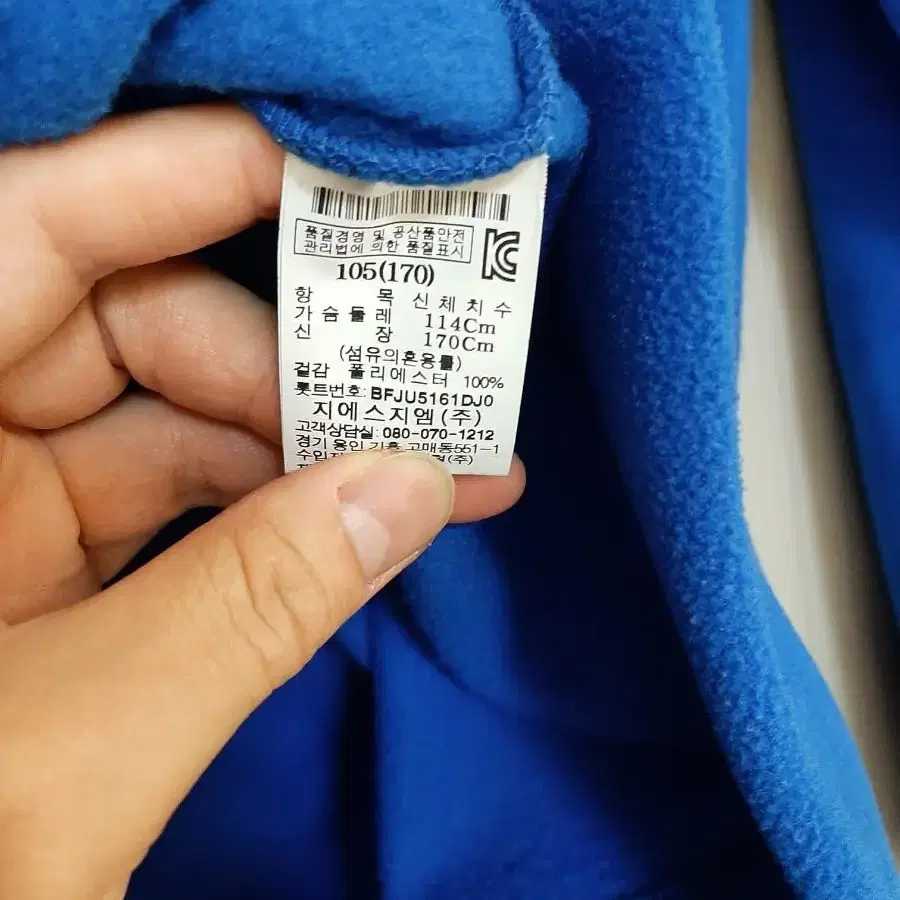 품질경영 및 공산품안전
관리법에 의한 품질표시
KC
105(170)
항 목 신 체 치 수
가 슴 둘 레 114Cm
신 장 170Cm
(섬유의혼용률)
겉감 폴리에스터 100%
롯트번호: BFJU5161DJ0
지에스지엠(주)
고객상담실: 080-070-1212
경기 용인 기흥 고매동551-1
(주)